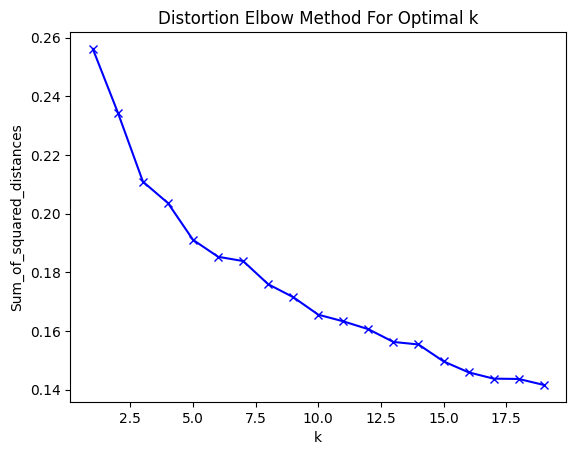 Distortion Elbow Method For Optimal k
0.26
0.24
0.22
0.20
0.18
0.16
0.14
Sum_of_squared_distances
2.5 5.0 7.5 10.0 12.5 15.0 17.5
k